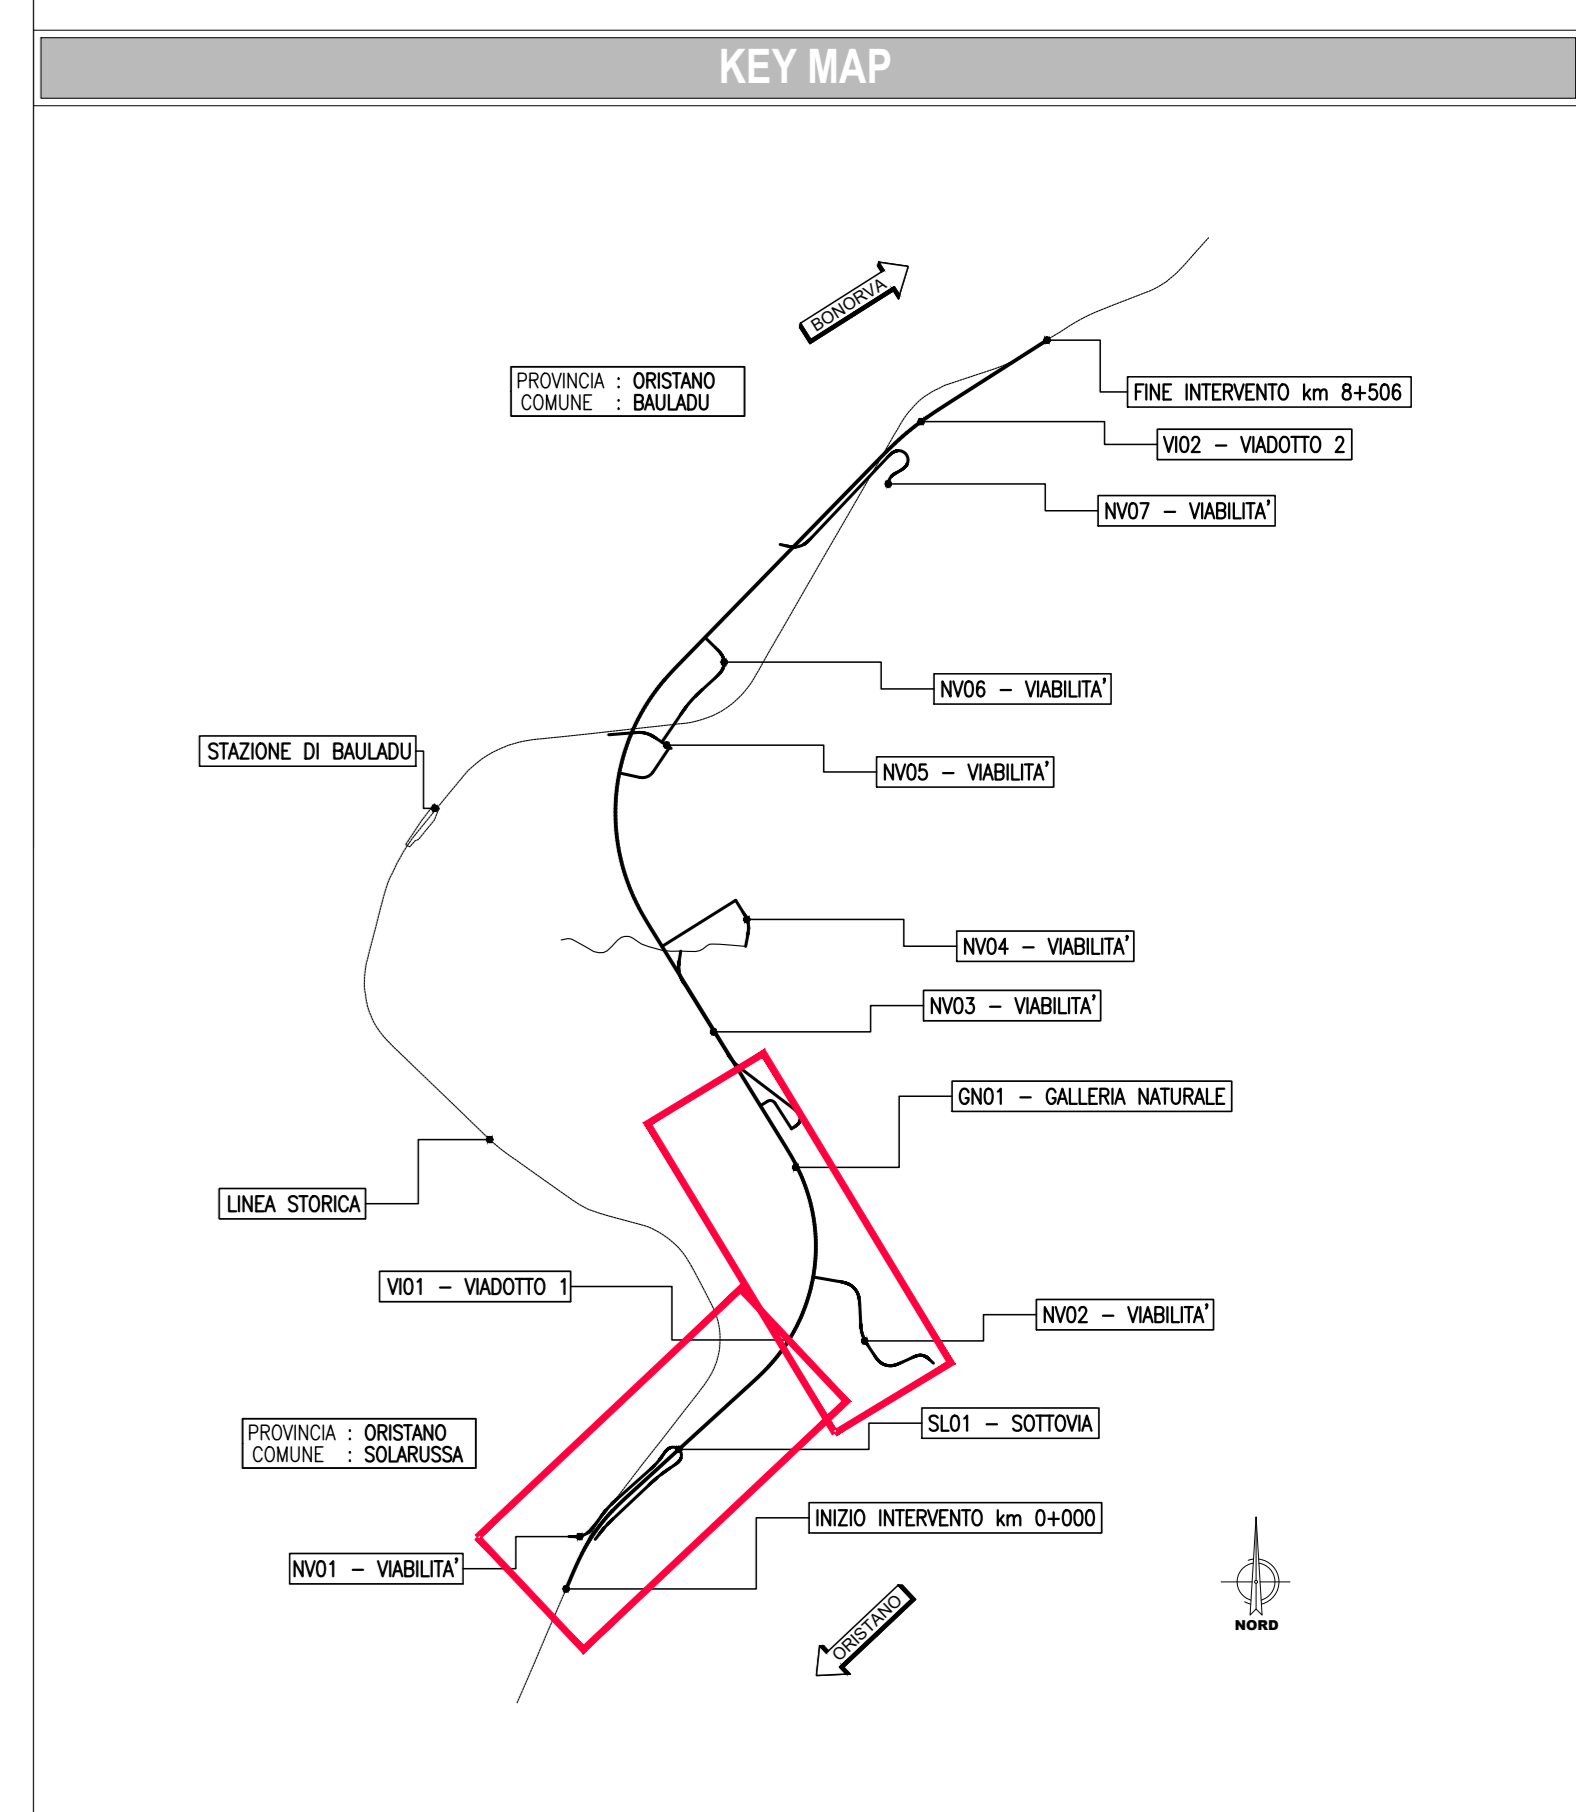 KEY MAP
BONORVA
PROVINCIA : ORISTANO
COMUNE : BAULADU
FINE INTERVENTO km 8+506
VI02 – VIADOTTO 2
NV07 – VIABILITA'
NV06 – VIABILITA'
STAZIONE DI BAULADU
NV05 – VIABILITA'
NV04 – VIABILITA'
NV03 – VIABILITA'
GN01 – GALLERIA NATURALE
LINEA STORICA
VI01 – VIADOTTO 1
NV02 – VIABILITA'
SL01 – SOTTOVIA
PROVINCIA : ORISTANO
COMUNE : SOLARUSSA
INIZIO INTERVENTO km 0+000
NV01 – VIABILITA'
ORISTANO
NORD